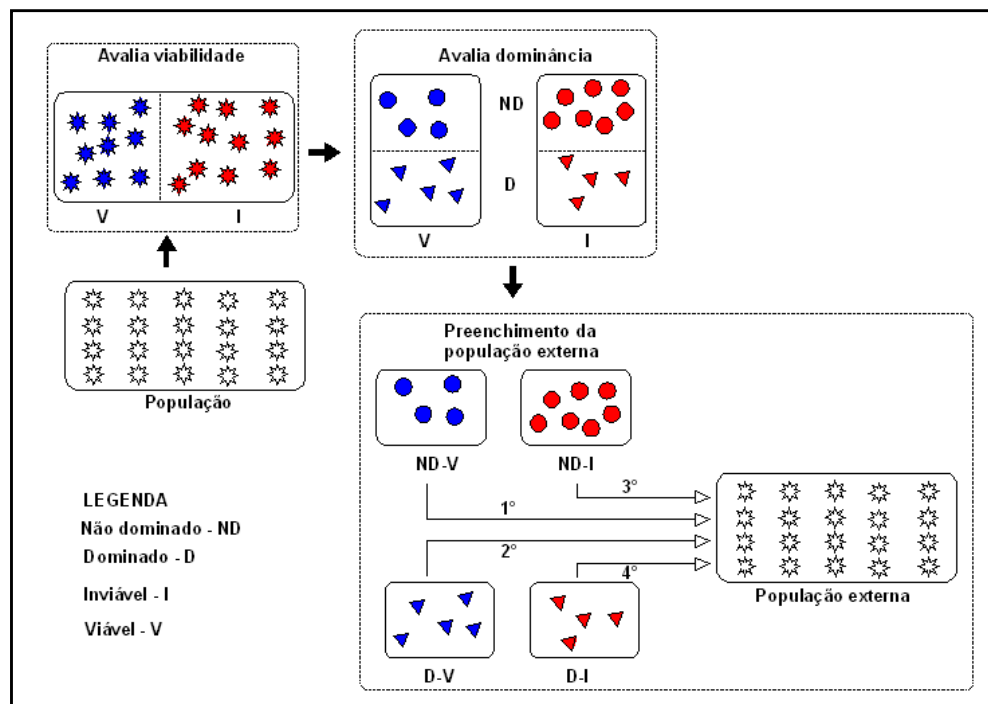 Avalia viabilidade
V
I
Avalia dominância
ND
D
V
I
População
Preenchimento da
população externa
ND-V
ND-I
3°
1°
2°
4°
D-V
D-I
População externa
LEGENDA
Não dominado - ND
Dominado - D
Inviável - I
Viável - V